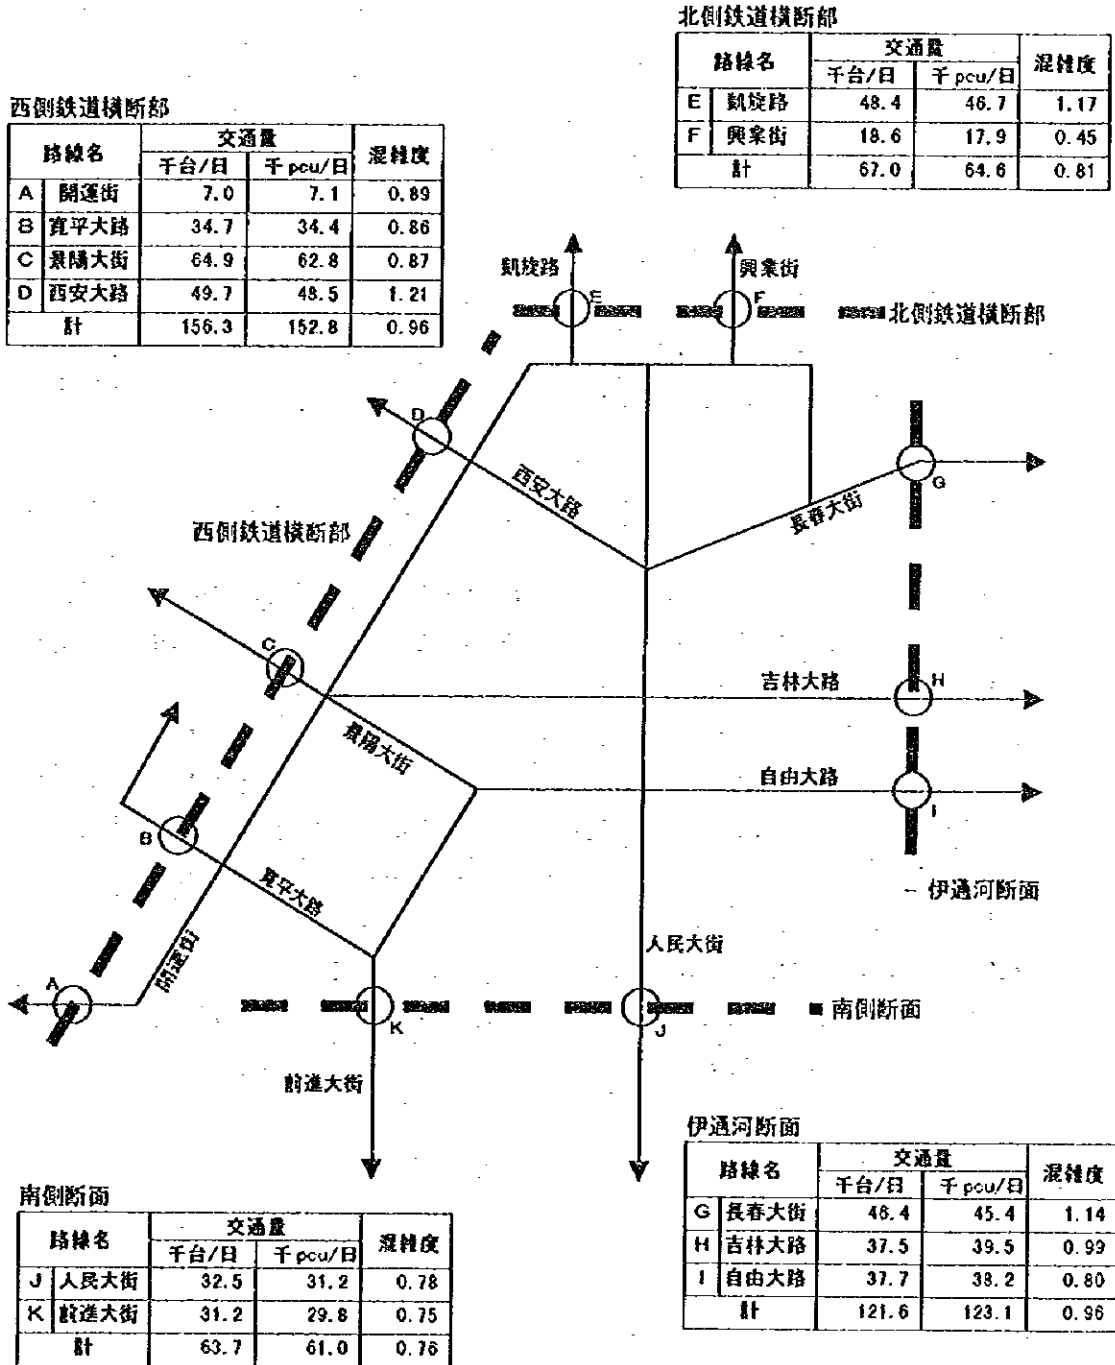 北側鉄道横断部
路線名 交通量 混雑度
千台/日 千pcu/日
E 凱旋路 48.4 46.7 1.17
F 興業街 18.6 17.9 0.45
計 67.0 64.6 0.81
西側鉄道横断部
路線名 交通量 混雑度
千台/日 千pcu/日
A 開運街 7.0 7.1 0.89
B 寛平大路 34.7 34.4 0.86
C 景陽大街 64.9 62.8 0.87
D 西安大路 49.7 48.5 1.21
計 156.3 152.8 0.96
凱旋路
興業街
E
F
北側鉄道横断部
D
西安大路
長春大街
G
西側鉄道横断部
C
吉林大路
H
景陽大街
自由大路
I
B
寛平大路
伊通河断面
開運街
人民大街
A
K
J
南側断面
前進大街
伊通河断面
路線名 交通量 混雑度
千台/日 千pcu/日
G 長春大街 46.4 45.4 1.14
H 吉林大路 37.5 39.5 0.99
I 自由大路 37.7 38.2 0.80
計 121.6 123.1 0.96
南側断面
路線名 交通量 混雑度
千台/日 千pcu/日
J 人民大街 32.5 31.2 0.78
K 前進大街 31.2 29.8 0.75
計 63.7 61.0 0.76